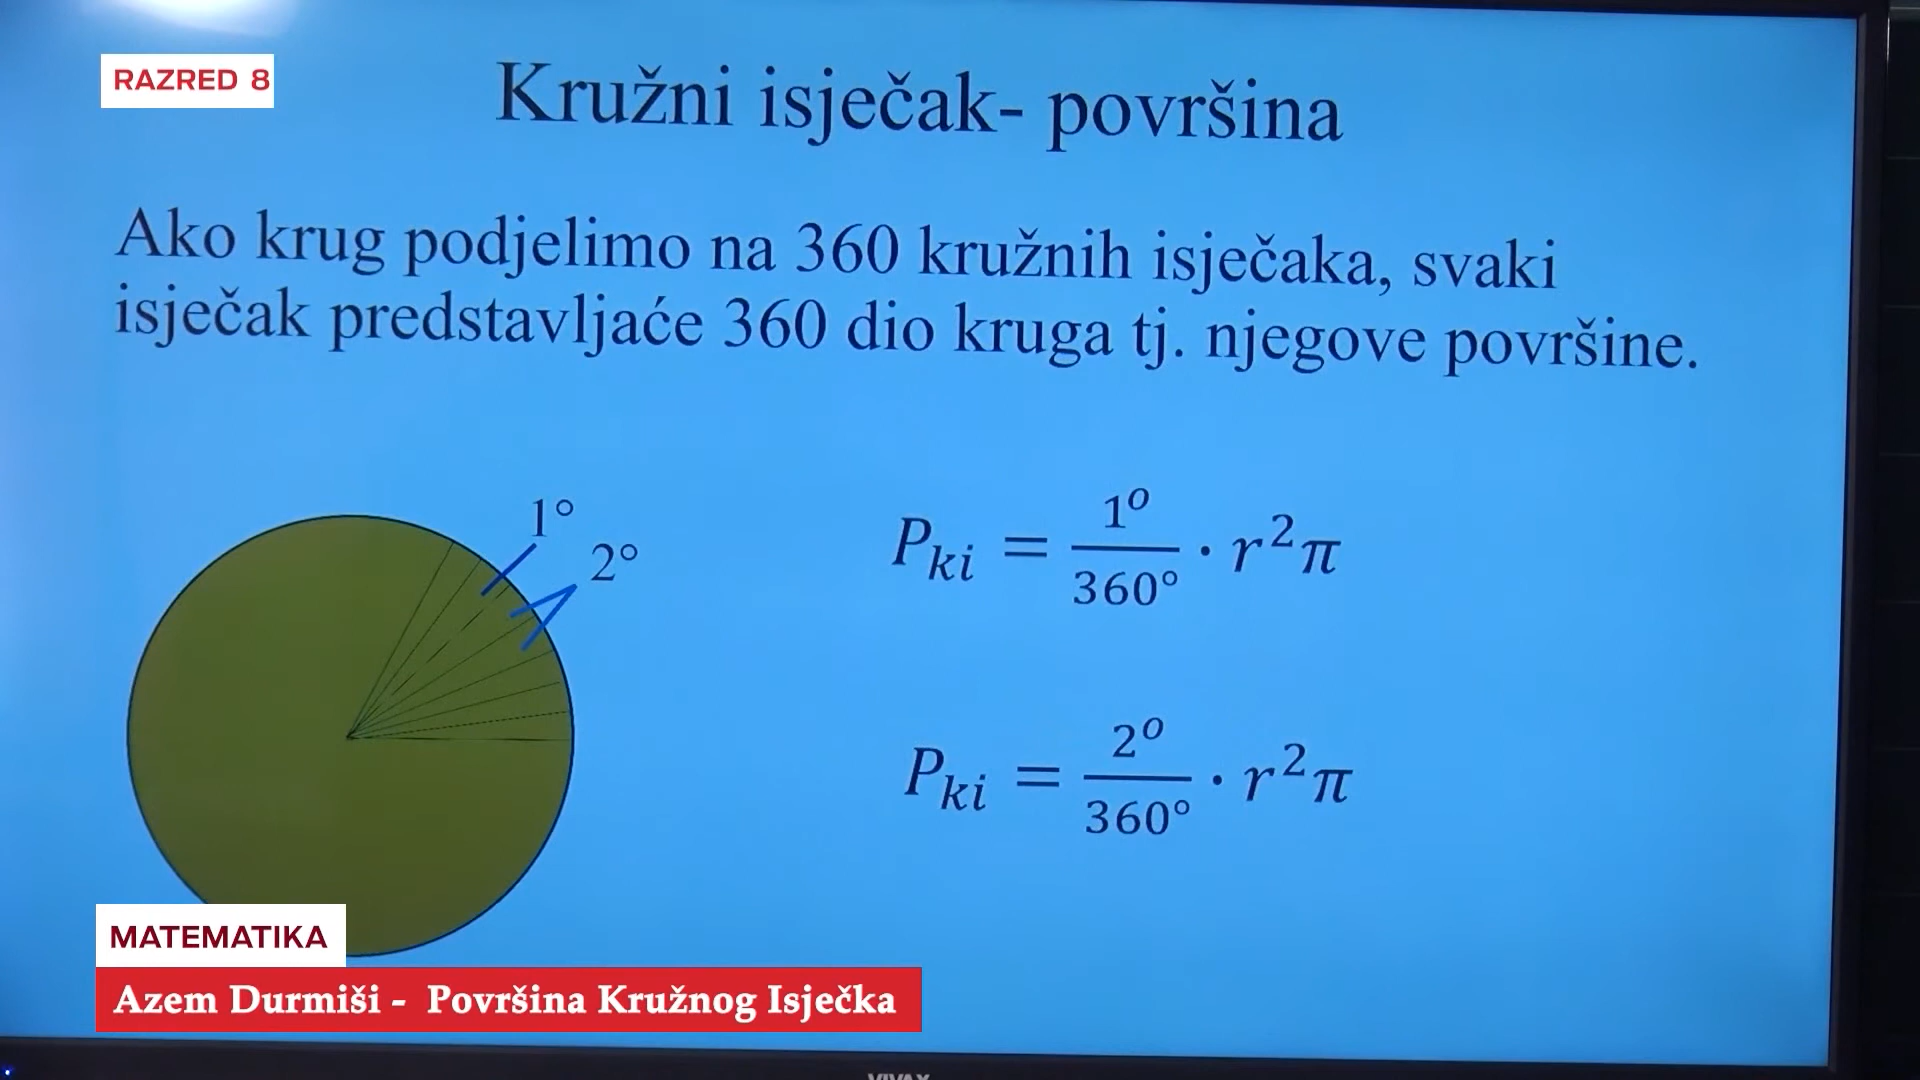 RAZRED 8
Kružni isječak- površina
Ako krug podjelimo na 360 kružnih isječaka, svaki
isječak predstavljaće 360 dio kruga tj. njegove površine.
1°
2°
P_ki = 1°/360° · r²π
P_ki = 2°/360° · r²π
MATEMATIKA
Azem Durmiši - Površina Kružnog Isječka
VIVAX